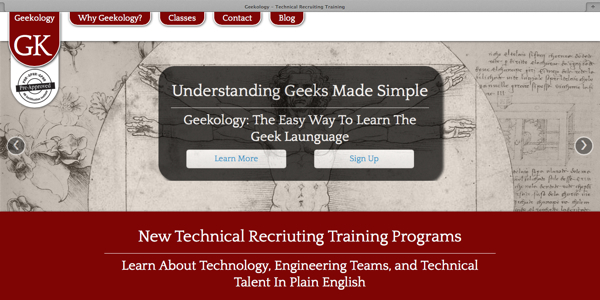 Geekology - Technical Recruiting Training
Geekology
Why Geekology?
Classes
Contact
Blog
GK
Pre-Approved
Understanding Geeks Made Simple
Geekology: The Easy Way To Learn The
Geek Launguage
Learn More
Sign Up
New Technical Recriuting Training Programs
Learn About Technology, Engineering Teams, and Technical
Talent In Plain English